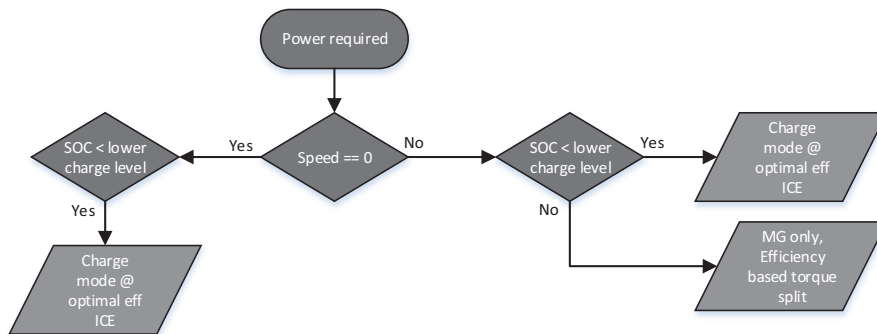 Power required
SOC < lower
charge level
Yes
Speed == 0
No
SOC < lower
charge level
Yes
Charge
mode @
optimal eff
ICE
Yes
No
Charge
mode @
optimal eff
ICE
MG only,
Efficiency
based torque
split